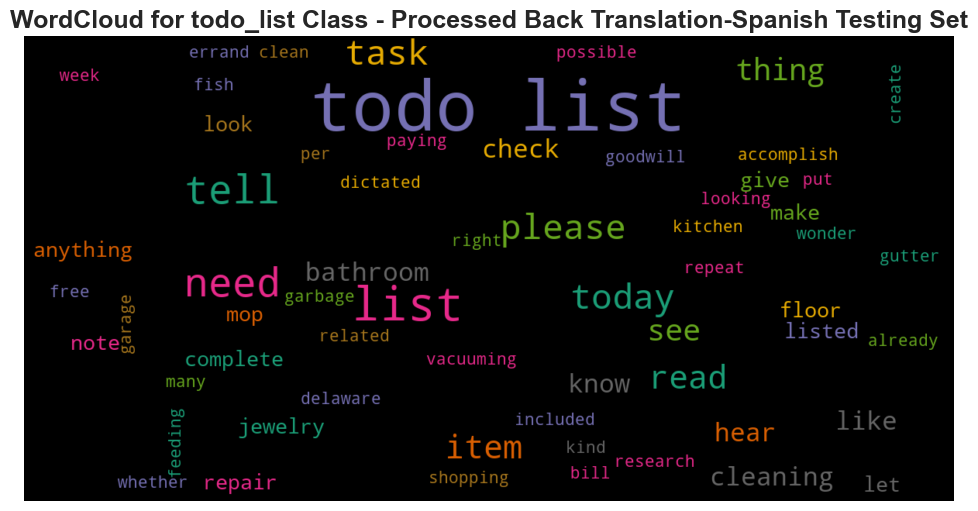 WordCloud for todo_list Class - Processed Back Translation-Spanish Testing Set
errand clean task possible
week fish todo list thing create
look paying check goodwill accomplish
per dictated give put
tell looking make
right please kitchen wonder
anything bathroom repeat gutter
free need garbage list today floor
garage mop related see listed already
note complete vacuuming
many delaware know read
feeding jewelry included hear like
item kind research
whether repair shopping bill cleaning let